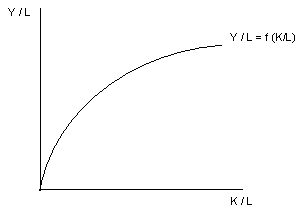 Y / L
Y / L = f (K/L)
K / L